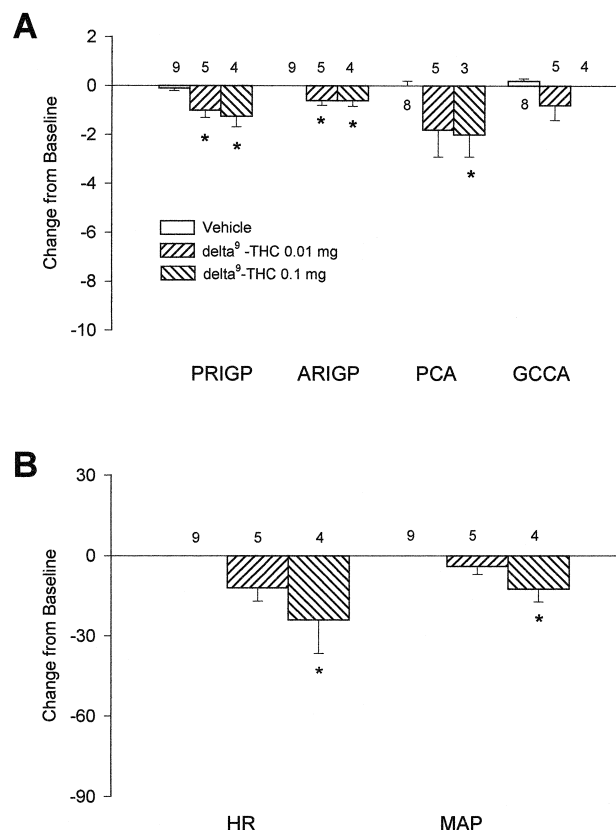 A
2
0
-2
-4
-6
-8
-10
Change from Baseline
9 5 4 9 5 4 5 3 5 4
8 8
* * * * *
Vehicle
delta⁹ -THC 0.01 mg
delta⁹-THC 0.1 mg
PRIGP ARIGP PCA GCCA
B
30
0
-30
-60
-90
Change from Baseline
9 5 4 9 5 4
* *
HR MAP